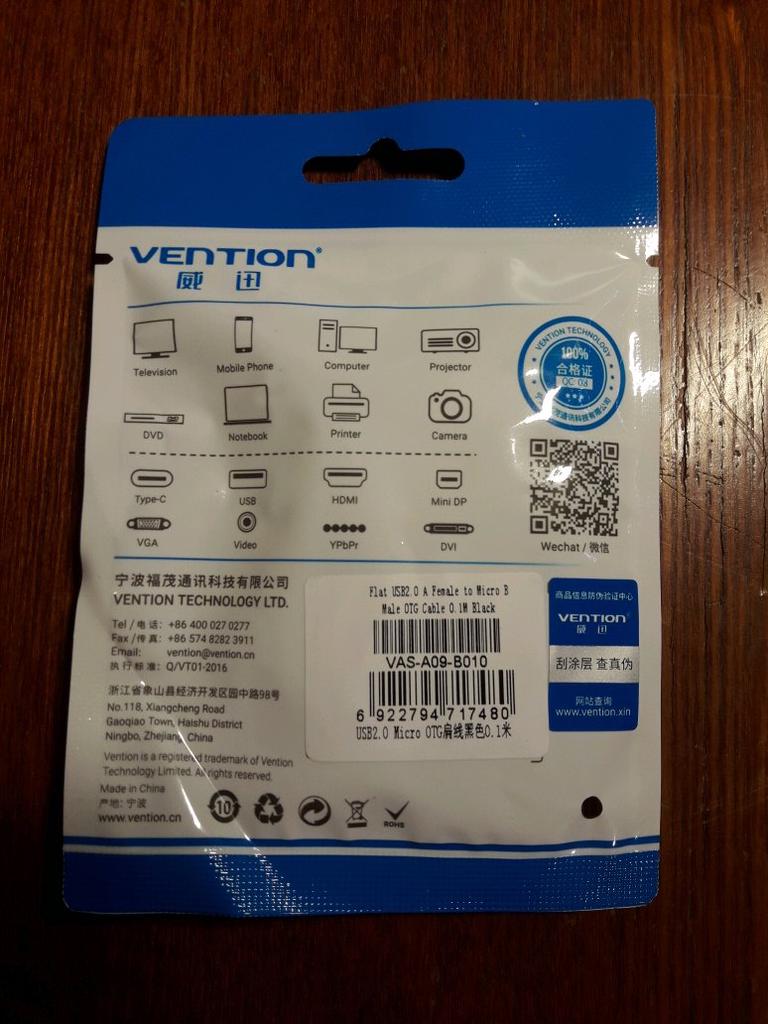 VENTION®
威迅
Television
Mobile Phone
Computer
Projector
VENTION TECHNOLOGY
100%
合格证
QC 03
DVD
Notebook
Printer
Camera
Type-C
USB
HDMI
Mini DP
VGA
Video
YPbPr
DVI
Wechat / 微信
宁波福茂通讯科技有限公司
VENTION TECHNOLOGY LTD.
Tel / 电话: +86 400 027 0277
Fax / 传真: +86 574 8282 3911
Email: vention@vention.cn
执行标准: Q/VT01-2016
浙江省象山县经济开发区园中路98号
No.118, Xiangcheng Road
Gaoqiao Town, Haishu District
Ningbo, Zhejiang, China
Vention is a registered trademark of Vention
Technology Limited. All rights reserved.
Made in China
产地: 宁波
www.vention.cn
Flat USB2.0 A Female to Micro B
Male OTG Cable 0.1M Black
VAS-A09-B010
6 922794 717480
USB2.0 Micro OTG扁线黑色0.1米
商品信息防伪验证中心
VENTION®
威迅
刮涂层 查真伪
网站查询
www.vention.xin
10
ROHS